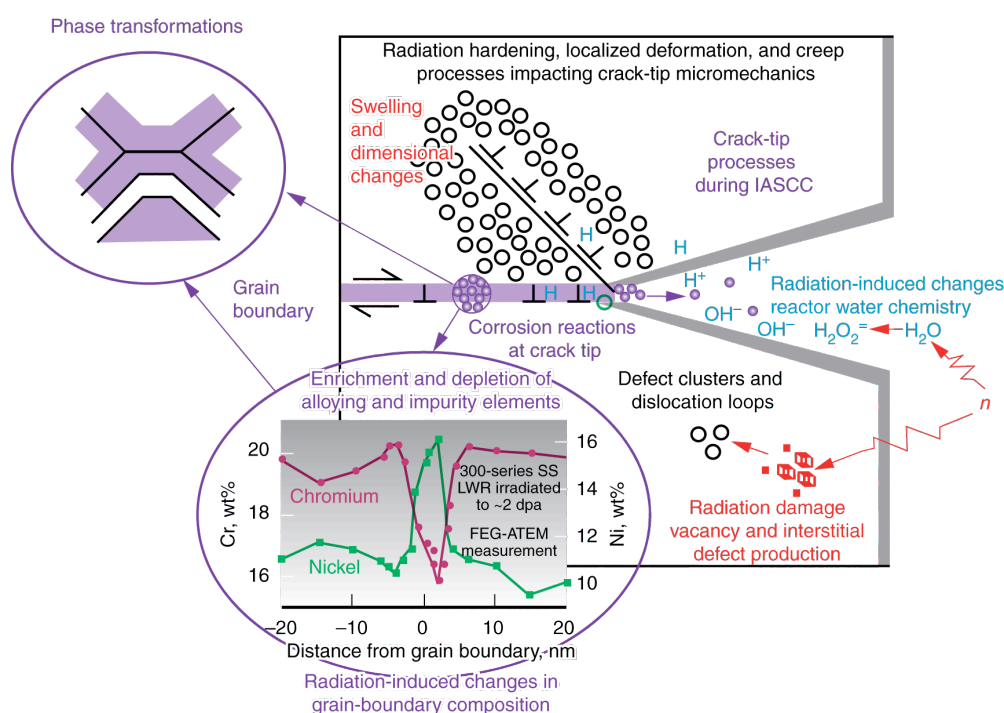 Phase transformations
Radiation hardening, localized deformation, and creep
processes impacting crack-tip micromechanics
Swelling
and
dimensional
changes
Crack-tip
processes
during IASCC
H
H
H⁺
H⁺
Grain
boundary
H
H
OH⁻
OH⁻
Radiation-induced changes
reactor water chemistry
H₂O₂⁼
H₂O
Corrosion reactions
at crack tip
n
Defect clusters and
dislocation loops
Radiation damage
vacancy and interstitial
defect production
Enrichment and depletion of
alloying and impurity elements
20
18
16
Cr, wt%
16
14
12
10
Ni, wt%
Chromium
Nickel
300-series SS
LWR irradiated
to ~2 dpa
FEG-ATEM
measurement
−20
−10
0
10
20
Distance from grain boundary, nm
Radiation-induced changes in
grain-boundary composition